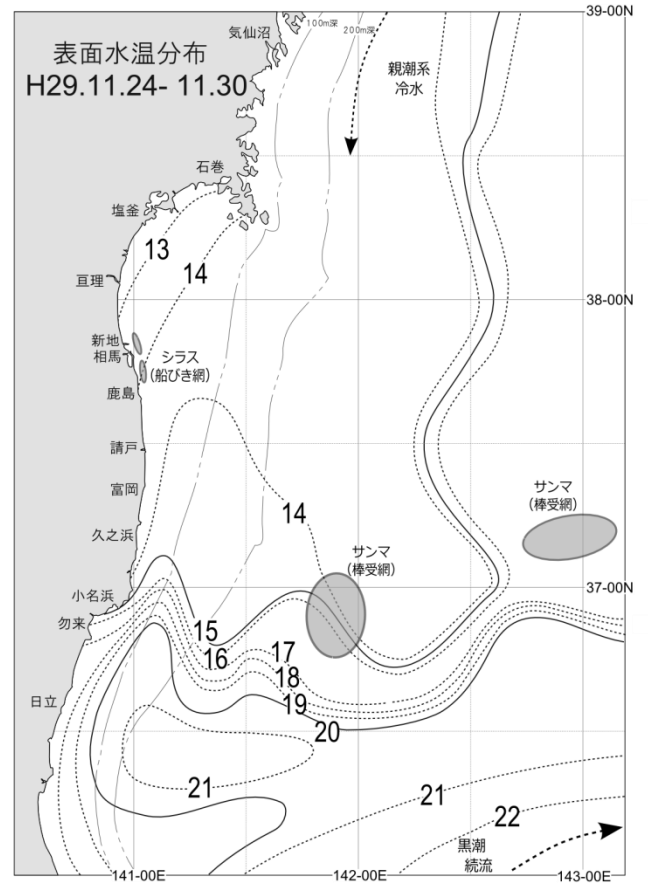 39-00N
気仙沼
100m深
200m深
表面水温分布
H29.11.24- 11.30
親潮系
冷水
石巻
塩釜
13
14
亘理
38-00N
新地
相馬
シラス
(船びき網)
鹿島
請戸
富岡
14
サンマ
(棒受網)
久之浜
サンマ
(棒受網)
37-00N
小名浜
勿来
15
16
17
18
19
20
日立
21
21
22
黒潮
続流
141-00E
142-00E
143-00E